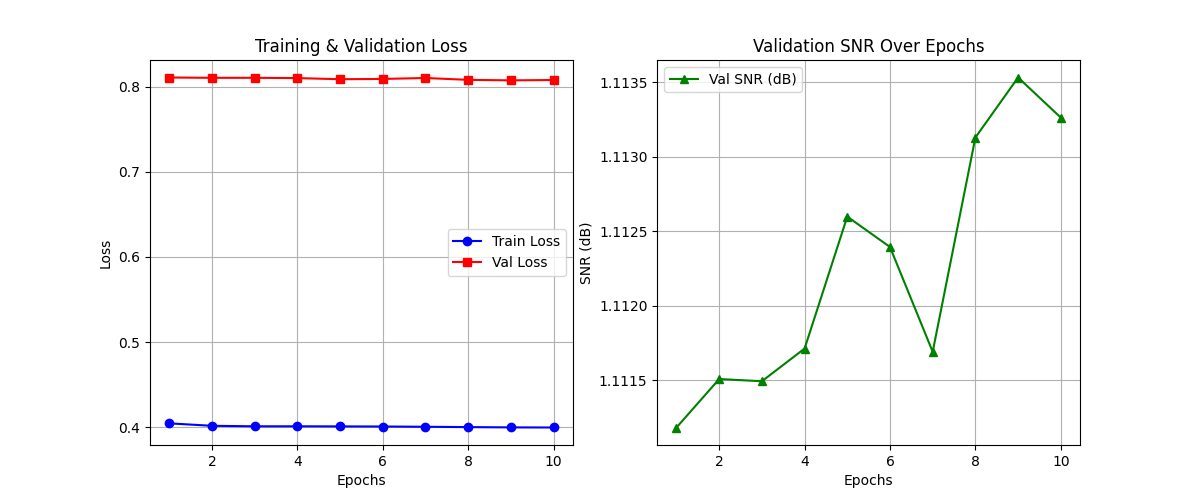 Training & Validation Loss
0.8
0.7
0.6
0.5
0.4
Loss
Train Loss
Val Loss
2
4
6
8
10
Epochs
Validation SNR Over Epochs
Val SNR (dB)
1.1135
1.1130
1.1125
1.1120
1.1115
SNR (dB)
2
4
6
8
10
Epochs